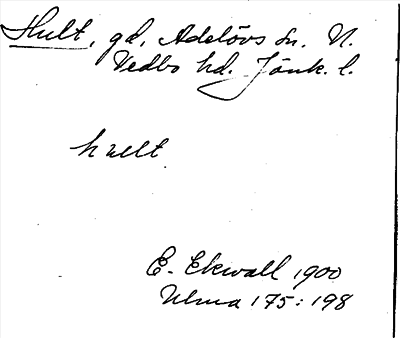 Hult, gd, Adelövs sn. N.
Vedbo hd. Jönk. l.
hult
E. Ekwall 1900
Ulma 175:198